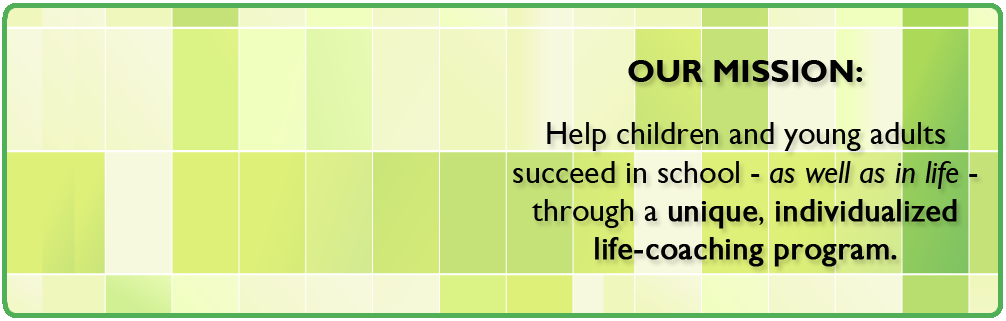 OUR MISSION:
Help children and young adults
succeed in school - as well as in life -
through a unique, individualized
life-coaching program.